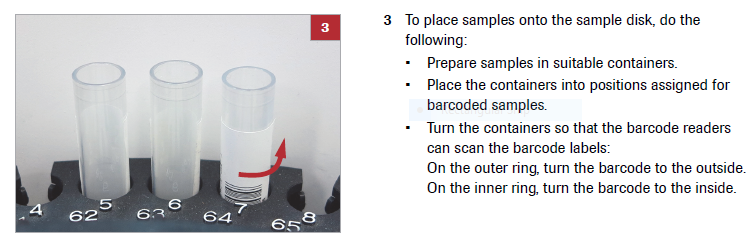 3
4
5
6
7
8
62
63
64
65
3 To place samples onto the sample disk, do the
following:
▪ Prepare samples in suitable containers.
▪ Place the containers into positions assigned for
barcoded samples.
▪ Turn the containers so that the barcode readers
can scan the barcode labels:
On the outer ring, turn the barcode to the outside.
On the inner ring, turn the barcode to the inside.